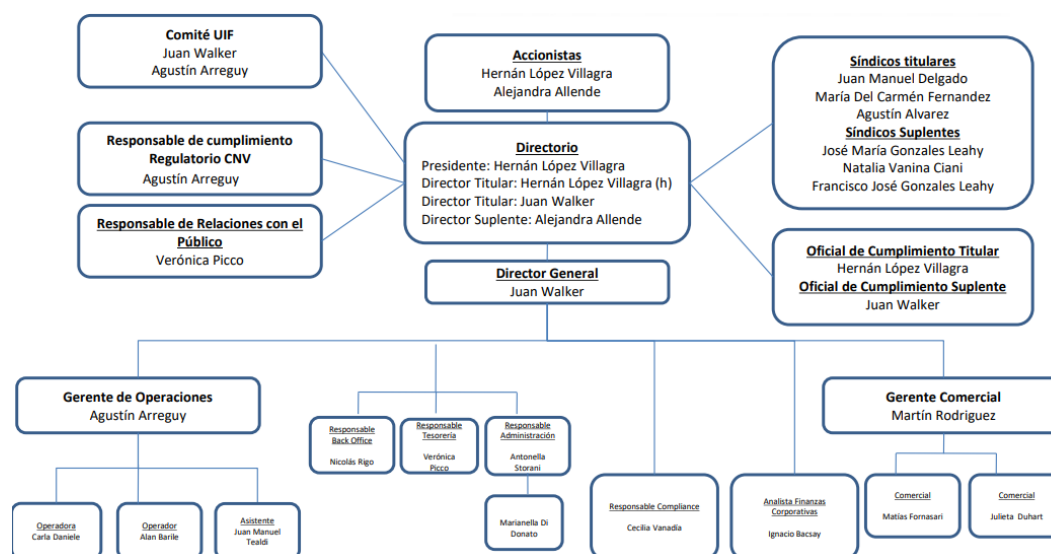 Comité UIF
Juan Walker
Agustín Arreguy
Accionistas
Hernán López Villagra
Alejandra Allende
Síndicos titulares
Juan Manuel Delgado
María Del Carmén Fernandez
Agustín Alvarez
Síndicos Suplentes
José María Gonzales Leahy
Natalia Vanina Ciani
Francisco José Gonzales Leahy
Responsable de cumplimiento
Regulatorio CNV
Agustín Arreguy
Directorio
Presidente: Hernán López Villagra
Director Titular: Hernán López Villagra (h)
Director Titular: Juan Walker
Director Suplente: Alejandra Allende
Responsable de Relaciones con el
Público
Verónica Picco
Oficial de Cumplimiento Titular
Hernán López Villagra
Oficial de Cumplimiento Suplente
Juan Walker
Director General
Juan Walker
Gerente de Operaciones
Agustín Arreguy
Gerente Comercial
Martín Rodriguez
Responsable
Back Office
Nicolás Rigo
Responsable
Tesorería
Verónica
Picco
Responsable
Administración
Antonella
Storani
Operadora
Carla Daniele
Operador
Alan Barile
Asistente
Juan Manuel
Tealdi
Marianella Di
Donato
Responsable Compliance
Cecilia Vanadía
Analista Finanzas
Corporativas
Ignacio Bacsay
Comercial
Matías Fornasari
Comercial
Julieta Duhart